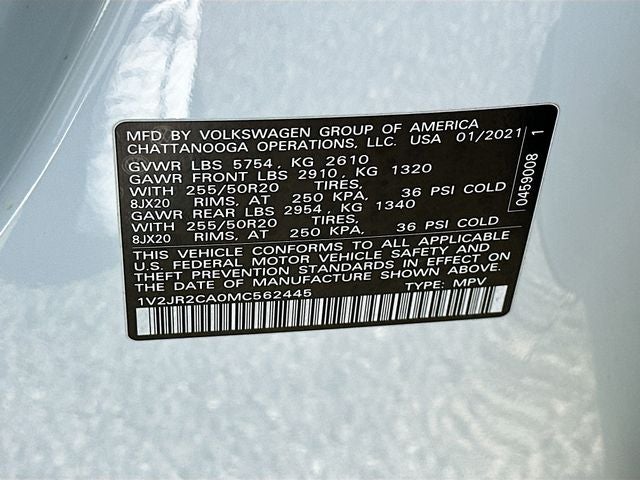 MFD BY VOLKSWAGEN GROUP OF AMERICA
CHATTANOOGA OPERATIONS, LLC. USA 01/2021
GVWR LBS 5754, KG 2610
GAWR FRONT LBS 2910, KG 1320
WITH 255/50R20 TIRES,
8JX20 RIMS, AT 250 KPA, 36 PSI COLD
GAWR REAR LBS 2954, KG 1340
WITH 255/50R20 TIRES,
8JX20 RIMS, AT 250 KPA, 36 PSI COLD
THIS VEHICLE CONFORMS TO ALL APPLICABLE
U.S. FEDERAL MOTOR VEHICLE SAFETY AND
THEFT PREVENTION STANDARDS IN EFFECT ON
THE DATE OF MANUFACTURE SHOWN ABOVE.
1V2JR2CA0MC562445 TYPE: MPV
0459008 1